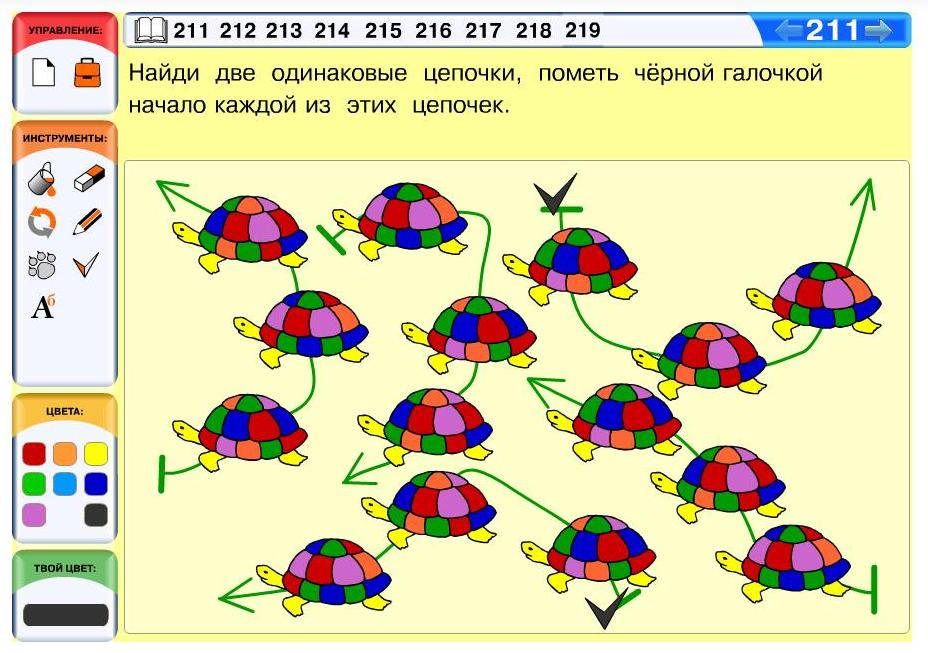 УПРАВЛЕНИЕ:
211 212 213 214 215 216 217 218 219
211
Найди две одинаковые цепочки, пометь чёрной галочкой
начало каждой из этих цепочек.
ИНСТРУМЕНТЫ:
Аб
ЦВЕТА:
ТВОЙ ЦВЕТ: